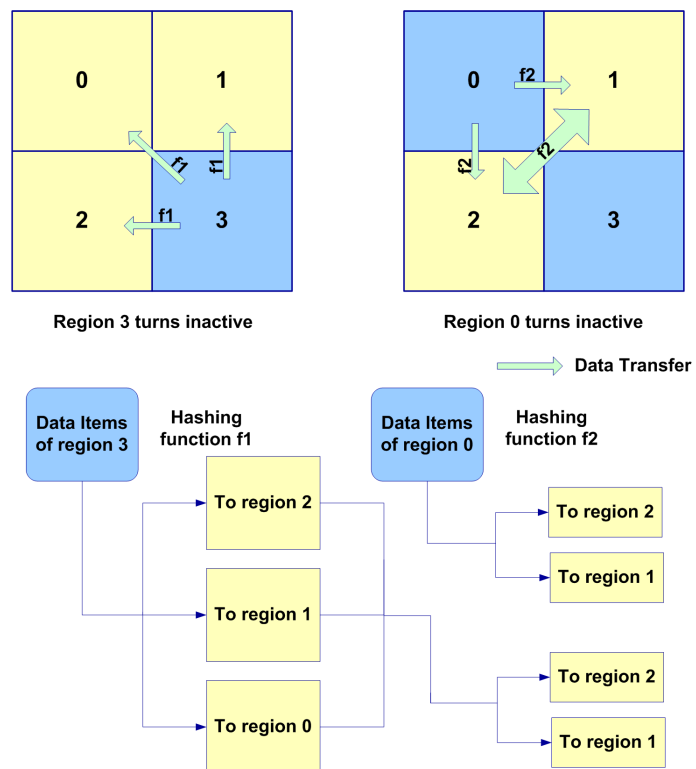 0
1
f1
f1
2
f1
3
Region 3 turns inactive
0
f2
1
f2
f2
2
3
Region 0 turns inactive
Data Transfer
Data Items
of region 3
Hashing
function f1
Data Items
of region 0
Hashing
function f2
To region 2
To region 1
To region 0
To region 2
To region 1
To region 2
To region 1